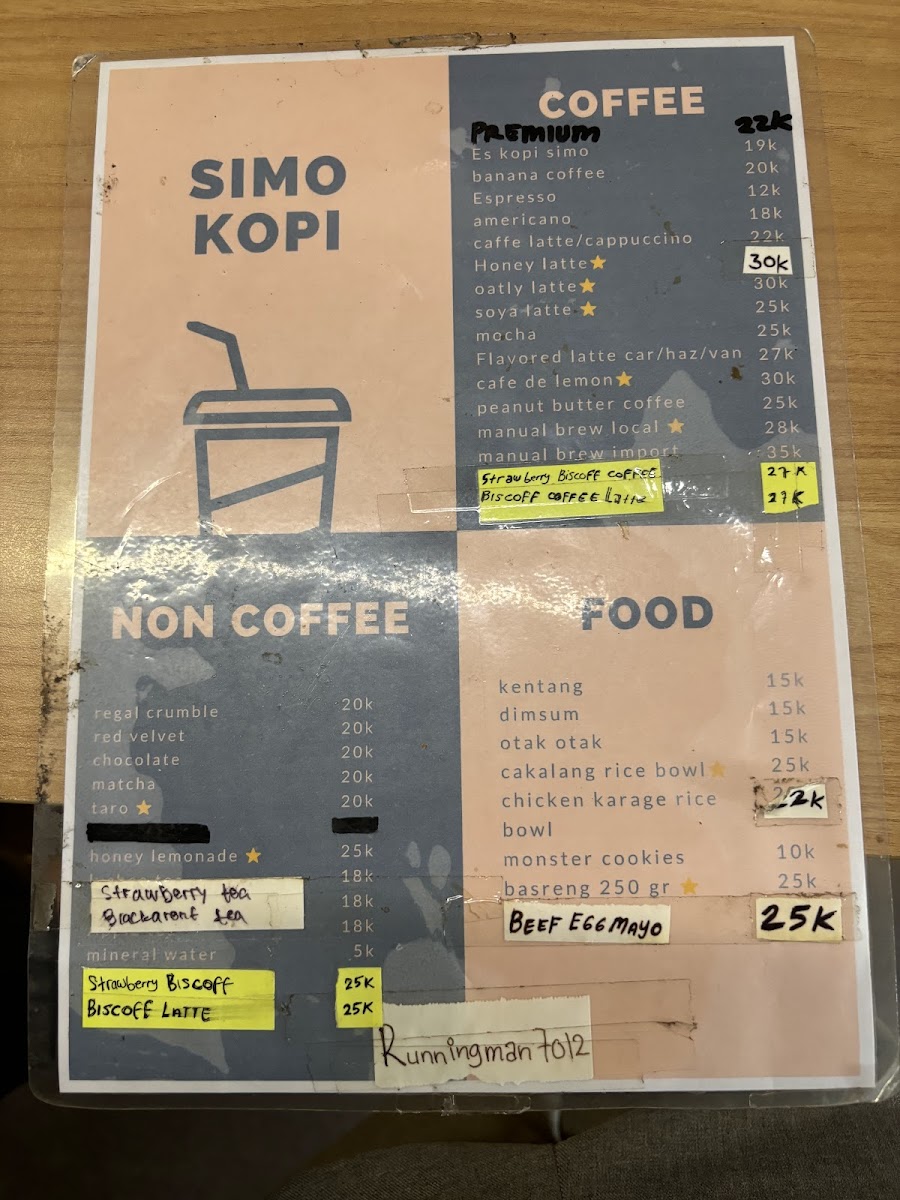 SIMO
KOPI
COFFEE
PREMIUM 22K
Es kopi simo 19k
banana coffee 20k
Espresso 12k
americano 18k
caffe latte/cappuccino 22k
Honey latte 30k
oatly latte 30k
soya latte 25k
mocha 25k
Flavored latte car/haz/van 27k
cafe de lemon 30k
peanut butter coffee 25k
manual brew local 28k
manual brew import 35k
Strawberry BISCOFF COFFEE 27K
BISCOFF COFFEE Latte 27K
NON COFFEE
regal crumble 20k
red velvet 20k
chocolate 20k
matcha 20k
taro 20k
honey lemonade 25k
18k
Strawberry tea 18k
Blackarent tea 18k
mineral water 5k
Strawberry BISCOFF 25K
BISCOFF LATTE 25K
FOOD
kentang 15k
dimsum 15k
otak otak 15k
cakalang rice bowl 25k
chicken karage rice 22k
bowl
monster cookies 10k
basreng 250 gr 25k
BEEF EGG MAYO 25K
Runningman7012